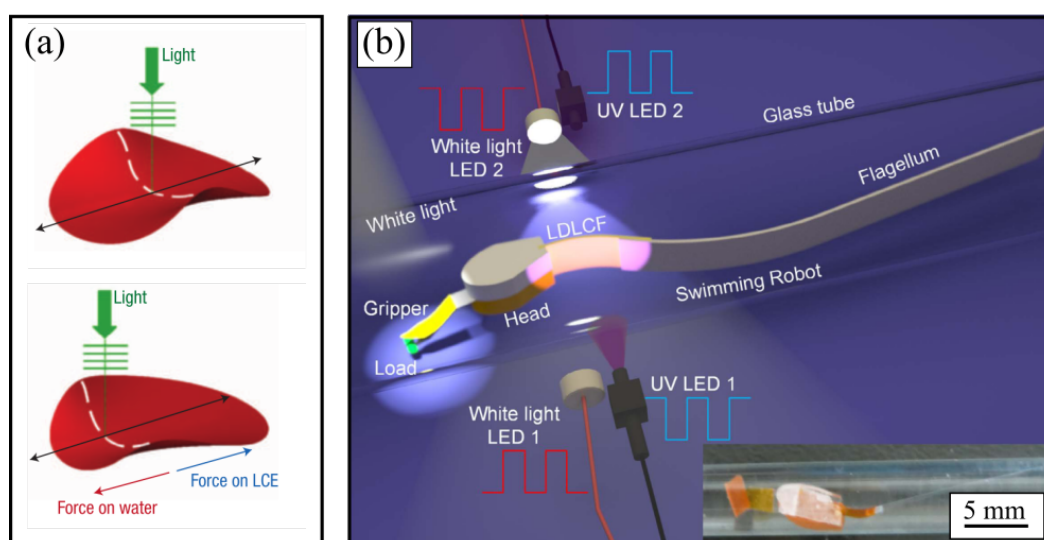 (a)
Light
Light
Force on LCE
Force on water
(b)
UV LED 2
White light
LED 2
Glass tube
Flagellum
White light
LDLCF
Swimming Robot
Gripper
Head
Load
UV LED 1
White light
LED 1
5 mm